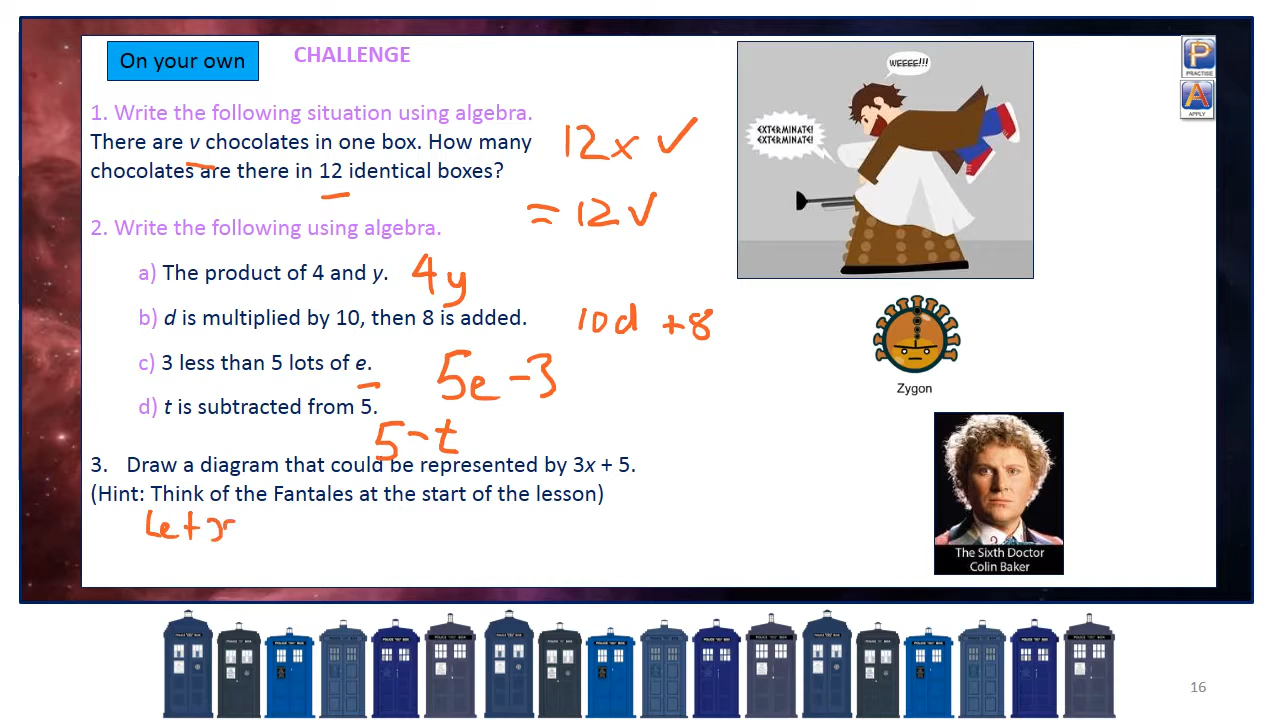 On your own
CHALLENGE
1. Write the following situation using algebra.
There are v chocolates in one box. How many
chocolates are there in 12 identical boxes?
12 x v
= 12v
2. Write the following using algebra.
a) The product of 4 and y.
4y
b) d is multiplied by 10, then 8 is added.
10d +8
c) 3 less than 5 lots of e.
5e -3
d) t is subtracted from 5.
5 - t
3. Draw a diagram that could be represented by 3x + 5.
(Hint: Think of the Fantales at the start of the lesson)
let x
WEEEE!!!
EXTERMINATE!
EXTERMINATE!
P
PRACTISE
A
APPLY
Zygon
The Sixth Doctor
Colin Baker
16